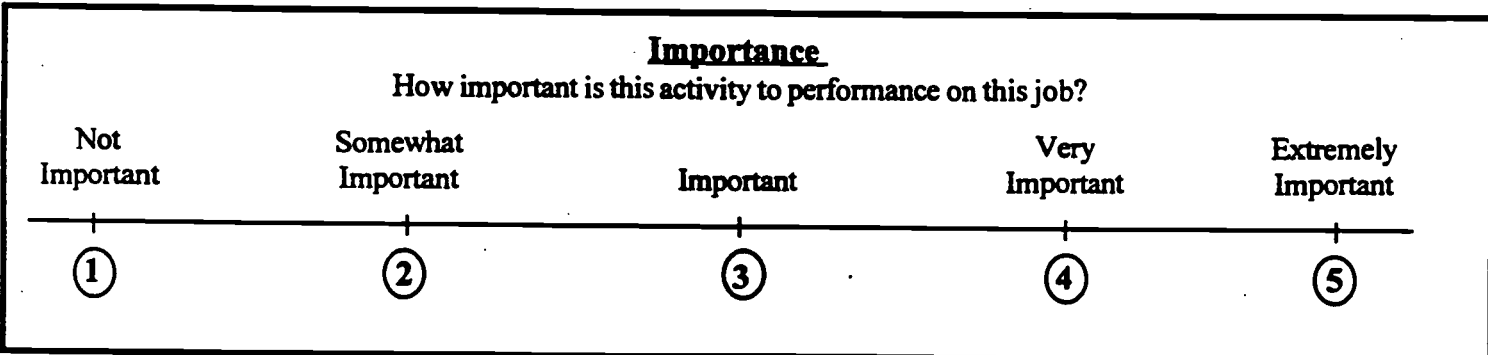 Importance
How important is this activity to performance on this job?
Not
Important
Somewhat
Important
Important
Very
Important
Extremely
Important
1
2
3
4
5